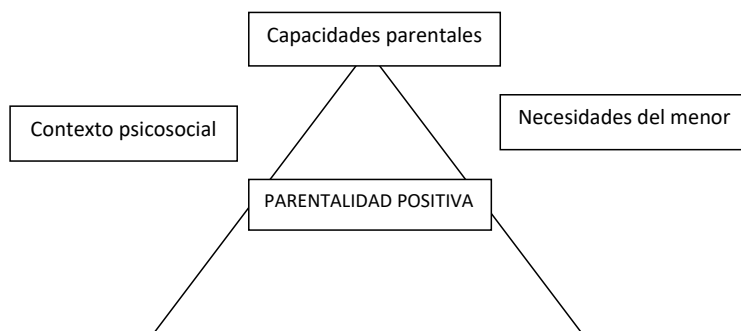 Capacidades parentales
Contexto psicosocial
Necesidades del menor
PARENTALIDAD POSITIVA